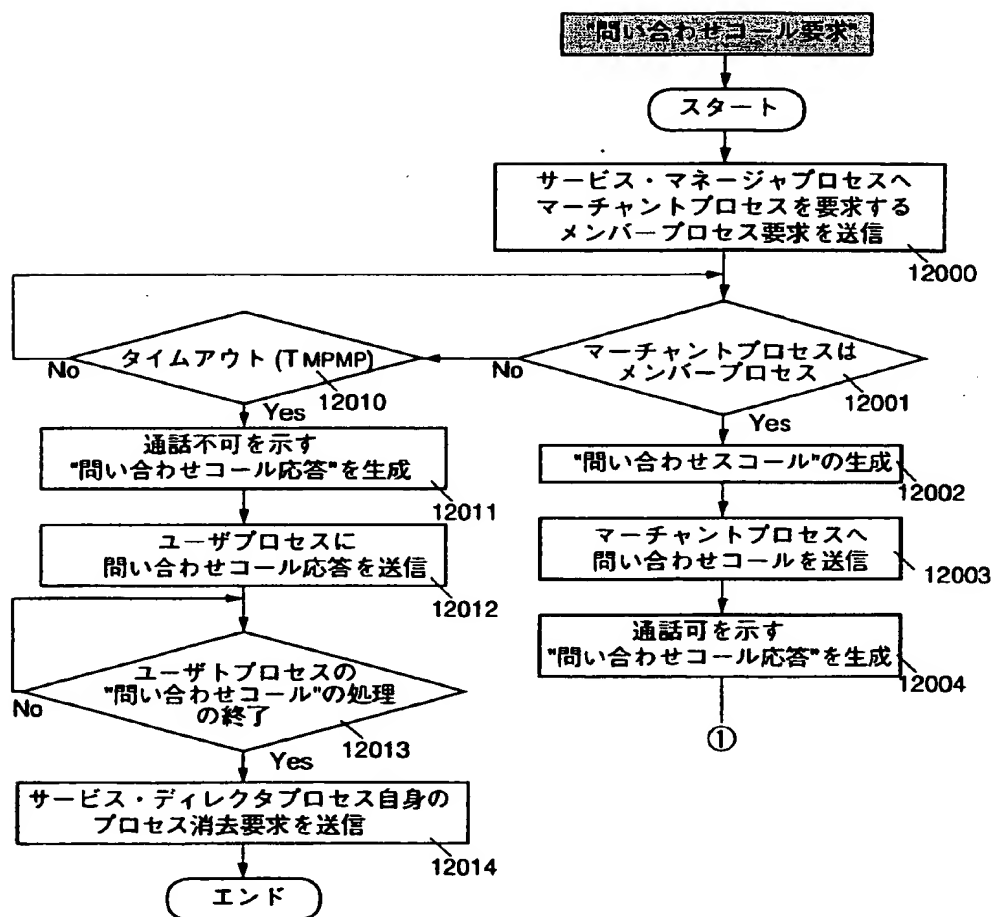 "問い合わせコール要求"
スタート
サービス・マネージャプロセスへ
マーチャントプロセスを要求する
メンバープロセス要求を送信
12000
マーチャントプロセスは
メンバープロセス
12001
No
Yes
タイムアウト (TMPMP)
12010
No
Yes
通話不可を示す
"問い合わせコール応答"を生成
12011
ユーザプロセスに
問い合わせコール応答を送信
12012
ユーザトプロセスの
"問い合わせコール"の処理
の終了
12013
No
Yes
サービス・ディレクタプロセス自身の
プロセス消去要求を送信
12014
エンド
"問い合わせスコール"の生成
12002
マーチャントプロセスへ
問い合わせコールを送信
12003
通話可を示す
"問い合わせコール応答"を生成
12004
①